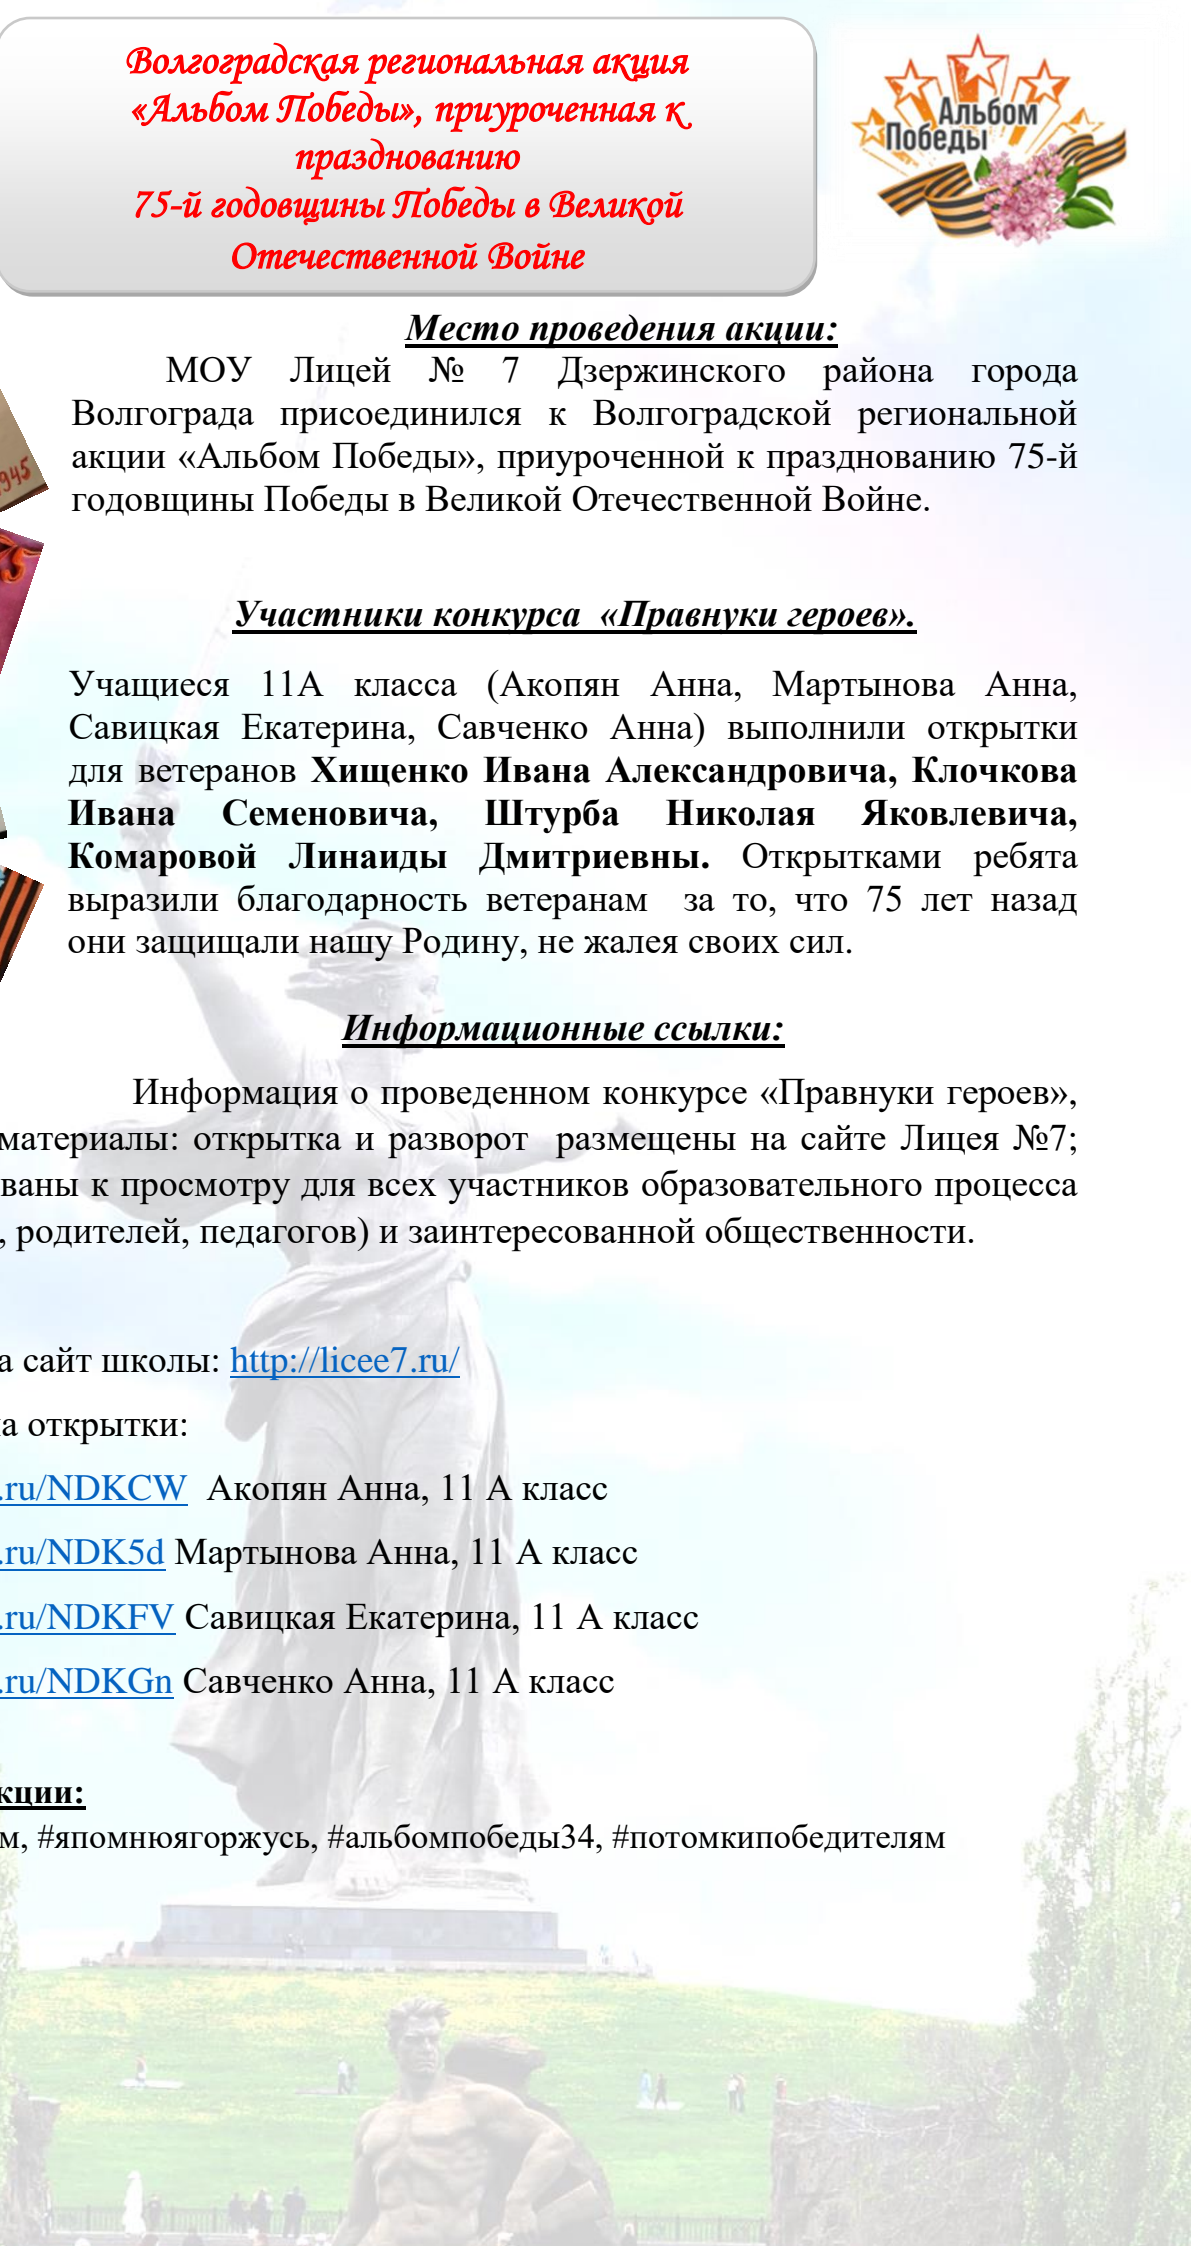 Волгоградская региональная акция
«Альбом Победы», приуроченная к
празднованию
75-й годовщины Победы в Великой
Отечественной Войне
Альбом
Победы
Место проведения акции:
МОУ Лицей № 7 Дзержинского района города
Волгограда присоединился к Волгоградской региональной
акции «Альбом Победы», приуроченной к празднованию 75-й
годовщины Победы в Великой Отечественной Войне.
1945
Участники конкурса «Правнуки героев».
Учащиеся 11А класса (Акопян Анна, Мартынова Анна,
Савицкая Екатерина, Савченко Анна) выполнили открытки
для ветеранов Хищенко Ивана Александровича, Клочкова
Ивана Семеновича, Штурба Николая Яковлевича,
Комаровой Линаиды Дмитриевны. Открытками ребята
выразили благодарность ветеранам за то, что 75 лет назад
они защищали нашу Родину, не жалея своих сил.
Информационные ссылки:
Информация о проведенном конкурсе «Правнуки героев»,
материалы: открытка и разворот размещены на сайте Лицея №7;
ваны к просмотру для всех участников образовательного процесса
, родителей, педагогов) и заинтересованной общественности.
а сайт школы: http://licee7.ru/
а открытки:
.ru/NDKCW Акопян Анна, 11 А класс
.ru/NDK5d Мартынова Анна, 11 А класс
.ru/NDKFV Савицкая Екатерина, 11 А класс
.ru/NDKGn Савченко Анна, 11 А класс
кции:
м, #япомнюягоржусь, #альбомпобеды34, #потомкипобедителям